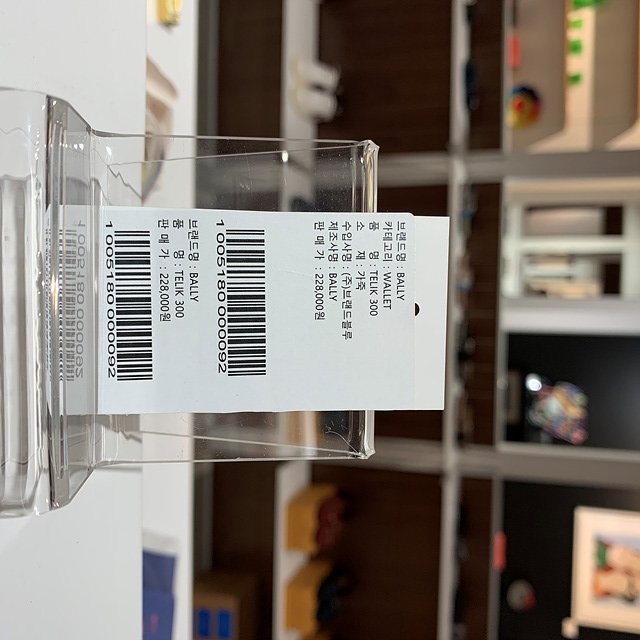 브랜드명 : BALLY
카테고리 : WALLET
품 명 : TELIK 300
소 재 : 가죽
수입사명 : (주)브랜드블루
제조사명 : BALLY
판 매 가 : 228,000원
1 005180 000092
브랜드명 : BALLY
품 명 : TELIK 300
판 매 가 : 228,000원
1 005180 000092